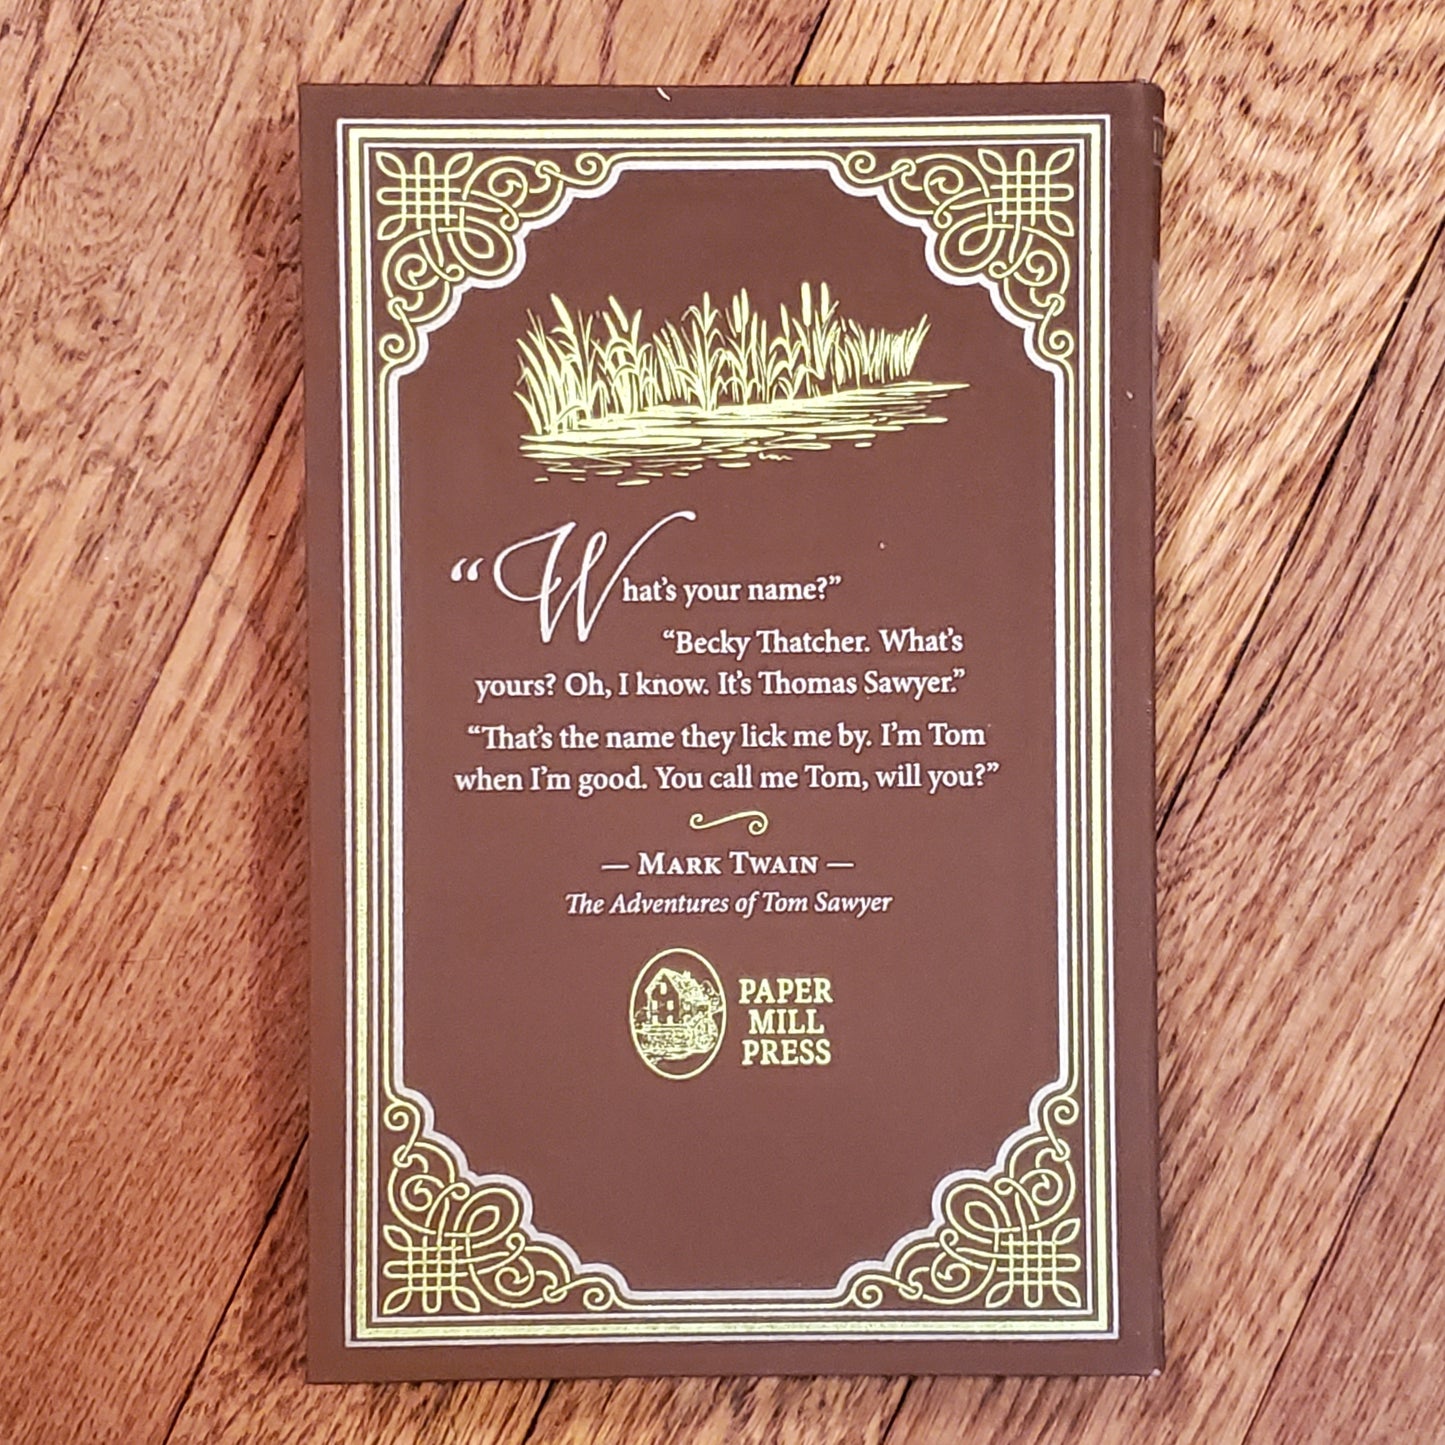 “What’s your name?”
“Becky Thatcher. What’s
yours? Oh, I know. It’s Thomas Sawyer.”
“That’s the name they lick me by. I’m Tom
when I’m good. You call me Tom, will you?”
— MARK TWAIN —
The Adventures of Tom Sawyer
PAPER
MILL
PRESS